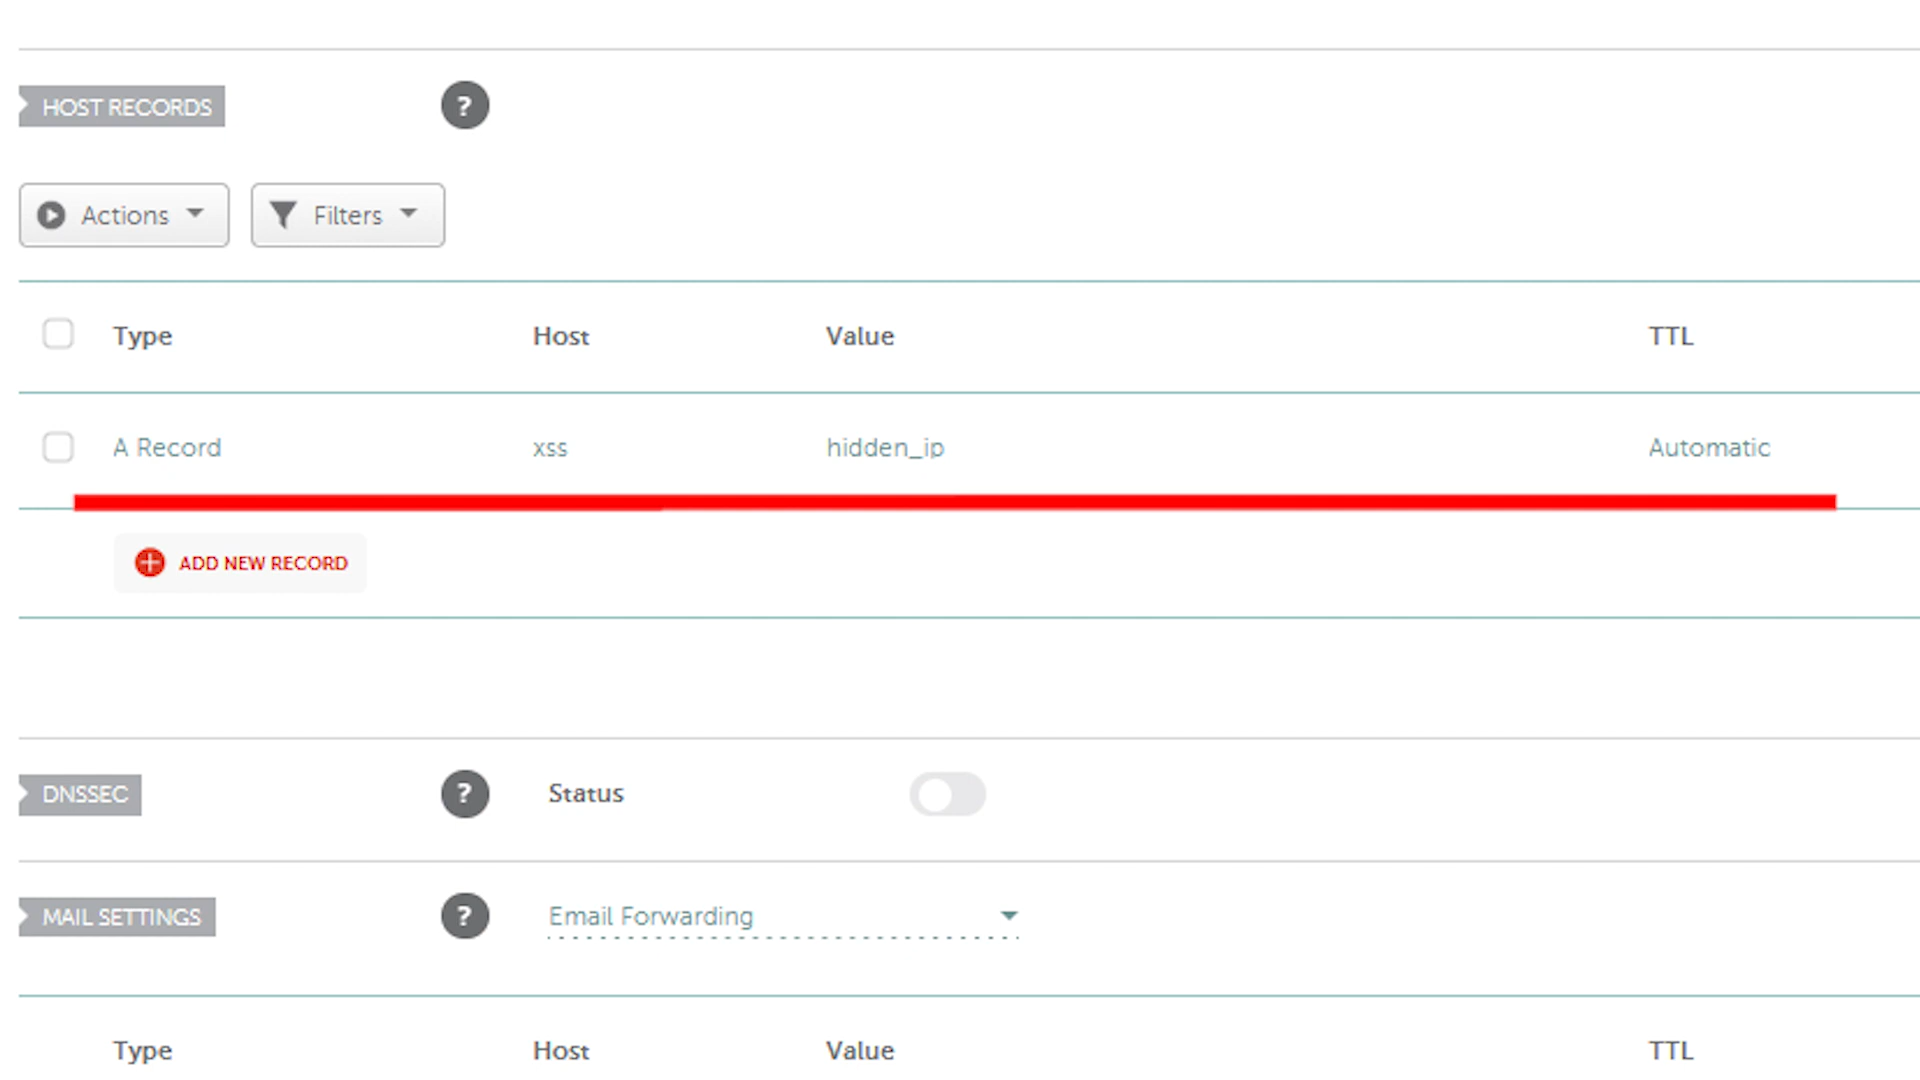 HOST RECORDS ?
Actions Filters
Type Host Value TTL
A Record xss hidden_ip Automatic
ADD NEW RECORD
DNSSEC ? Status
MAIL SETTINGS ? Email Forwarding
Type Host Value TTL